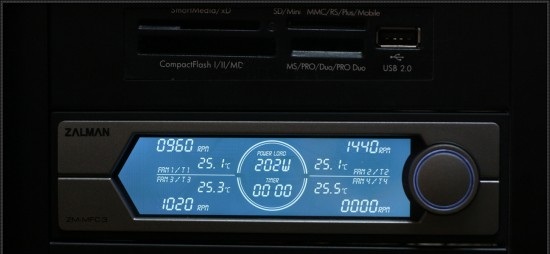 SmartMedia/xD
SD/Mini MMC/RS/Plus/Mobile
CompactFlash I/II/MD
MS/PRO/Duo/PRO Duo
USB 2.0
ZALMAN
0960 RPM
POWER LOAD
1440 RPM
25.1℃
202W
25.1℃
FAN 1 / T1
TIMER
FAN 2 / T2
FAN 3 / T3
00:00
FAN 4 / T4
25.3℃
25.5℃
1020 RPM
0000 RPM
ZM-MFC3